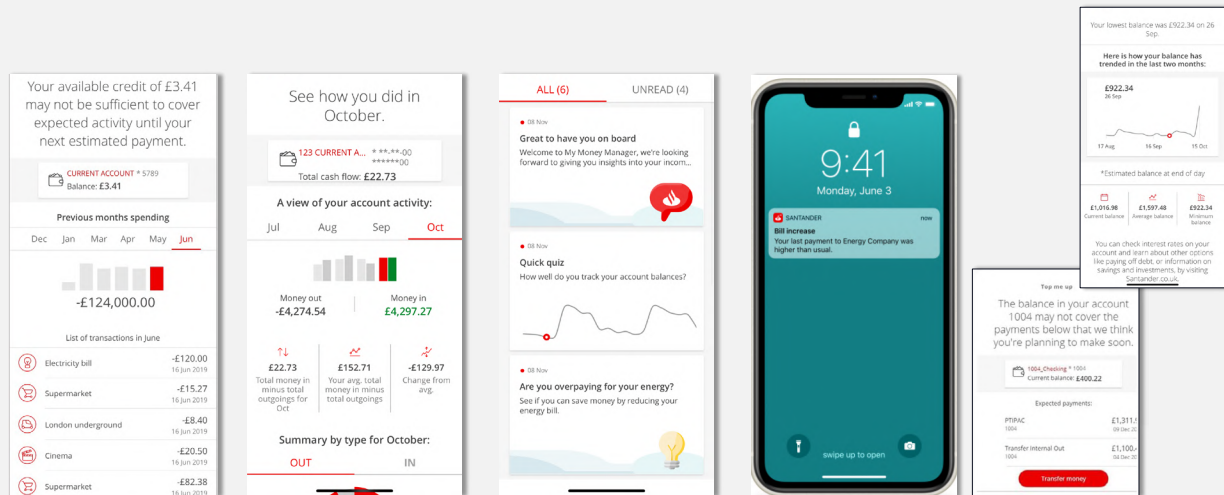 Your available credit of £3.41
may not be sufficient to cover
expected activity until your
next estimated payment.
CURRENT ACCOUNT * 5789
Balance: £3.41
Previous months spending
Dec Jan Mar Apr May Jun
-£124,000.00
List of transactions in June
Electricity bill -£120.00
16 Jun 2019
Supermarket -£15.27
16 Jun 2019
London underground -£8.40
16 Jun 2019
Cinema -£20.50
16 Jun 2019
Supermarket -£82.38
16 Jun 2019
See how you did in
October.
123 CURRENT A... * **-**-00
******00
Total cash flow: £22.73
A view of your account activity:
Jul Aug Sep Oct
Money out Money in
-£4,274.54 £4,297.27
£22.73 £152.71 -£129.97
Total money in Your avg. total Change from
minus total money in minus avg.
outgoings for total outgoings
Oct
Summary by type for October:
OUT IN
ALL (6) UNREAD (4)
08 Nov
Great to have you on board
Welcome to My Money Manager, we're looking
forward to giving you insights into your incom...
08 Nov
Quick quiz
How well do you track your account balances?
08 Nov
Are you overpaying for your energy?
See if you can save money by reducing your
energy bill.
9:41
Monday, June 3
SANTANDER now
Bill increase
Your last payment to Energy Company was
higher than usual.
swipe up to open
Top me up
The balance in your account
1004 may not cover the
payments below that we think
you're planning to make soon.
1004_Checking * 1004
Current balance: £400.22
Expected payments:
PTIPAC £1,311.
1004 09 Dec 20
Transfer Internal Out £1,100.
1004 04 Dec 20
Transfer money
Your lowest balance was £922.34 on 26
Sep.
Here is how your balance has
trended in the last two months:
£922.34
26 Sep
17 Aug 16 Sep 15 Oct
*Estimated balance at end of day
£1,016.98 £1,597.48 £922.34
Current balance Average balance Minimum
balance
You can check interest rates on your
account and learn about other options
like paying off debt, or information on
savings and investments, by visiting
Santander.co.uk.